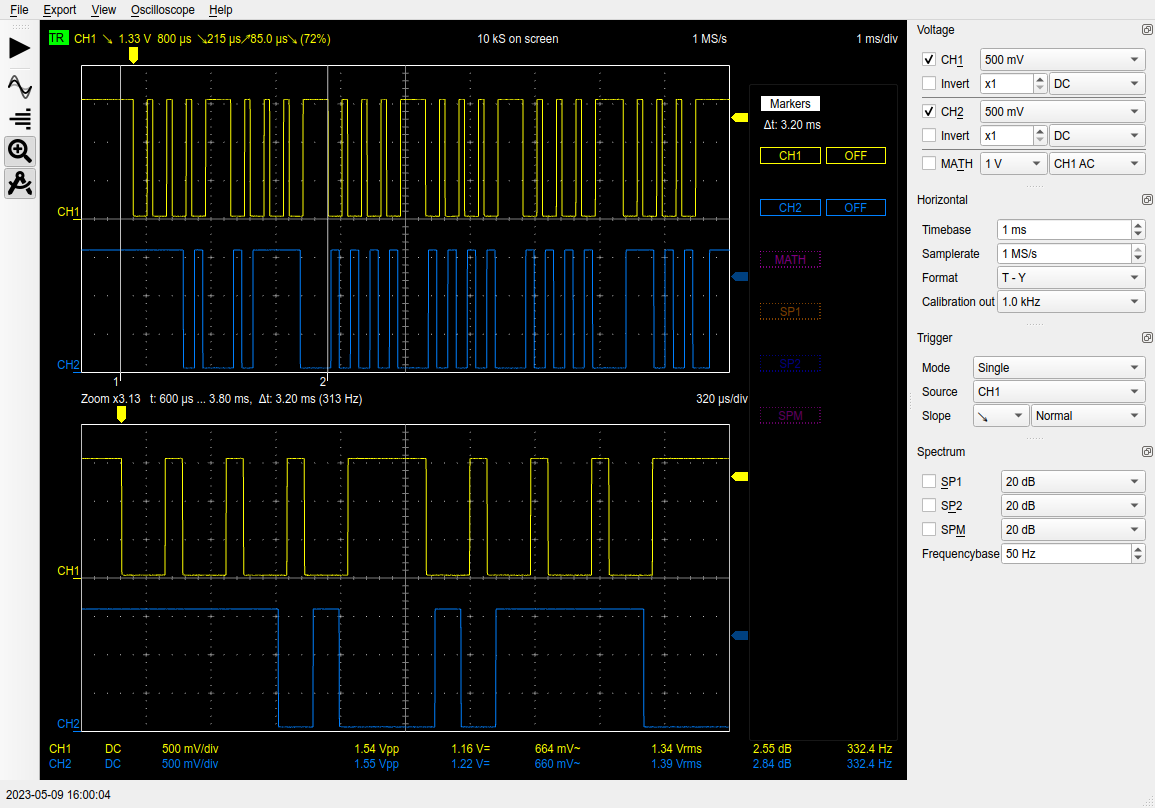 File Export View Oscilloscope Help
TR CH1 ↘ 1.33 V 800 µs ↘215 µs↗85.0 µs↘ (72%) 10 kS on screen 1 MS/s 1 ms/div
CH1
CH2
1 2
Markers
Δt: 3.20 ms
CH1 OFF
CH2 OFF
MATH
SP1
SP2
SPM
Zoom x3.13 t: 600 µs ... 3.80 ms, Δt: 3.20 ms (313 Hz) 320 µs/div
CH1
CH2
CH1 DC 500 mV/div 1.54 Vpp 1.16 V= 664 mV~ 1.34 Vrms 2.55 dB 332.4 Hz
CH2 DC 500 mV/div 1.55 Vpp 1.22 V= 660 mV~ 1.39 Vrms 2.84 dB 332.4 Hz
Voltage
CH1 500 mV
Invert x1 DC
CH2 500 mV
Invert x1 DC
MATH 1 V CH1 AC
Horizontal
Timebase 1 ms
Samplerate 1 MS/s
Format T - Y
Calibration out 1.0 kHz
Trigger
Mode Single
Source CH1
Slope ↘ Normal
Spectrum
SP1 20 dB
SP2 20 dB
SPM 20 dB
Frequencybase 50 Hz
2023-05-09 16:00:04